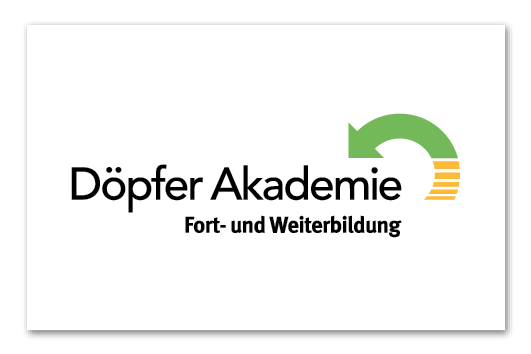 Döpfer Akademie
Fort- und Weiterbildung